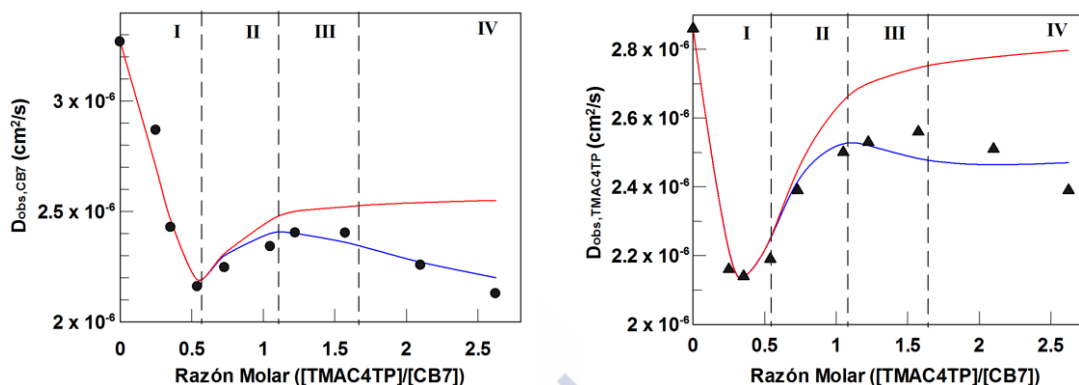 I II III IV
3 x 10⁻⁶
2.5 x 10⁻⁶
2 x 10⁻⁶
D_obs,CB7 (cm²/s)
0 0.5 1 1.5 2 2.5
Razón Molar ([TMAC4TP]/[CB7])
I II III IV
2.8 x 10⁻⁶
2.6 x 10⁻⁶
2.4 x 10⁻⁶
2.2 x 10⁻⁶
2 x 10⁻⁶
D_obs,TMAC4TP (cm²/s)
0 0.5 1 1.5 2 2.5
Razón Molar ([TMAC4TP]/[CB7])